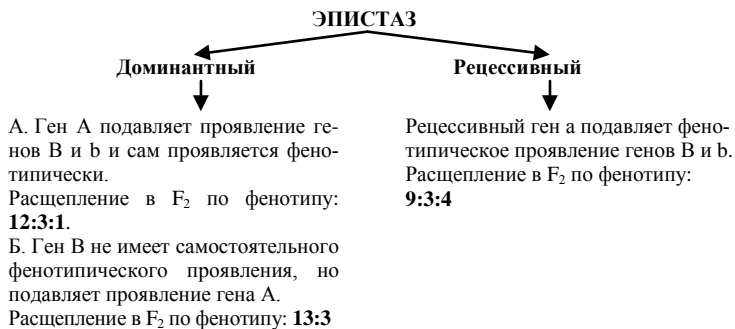 ЭПИСТАЗ
Доминантный
Рецессивный
А. Ген А подавляет проявление ге-
нов В и b и сам проявляется фено-
типически.
Расщепление в F₂ по фенотипу:
12:3:1.
Б. Ген В не имеет самостоятельного
фенотипического проявления, но
подавляет проявление гена А.
Расщепление в F₂ по фенотипу: 13:3
Рецессивный ген а подавляет фено-
типическое проявление генов В и b.
Расщепление в F₂ по фенотипу:
9:3:4